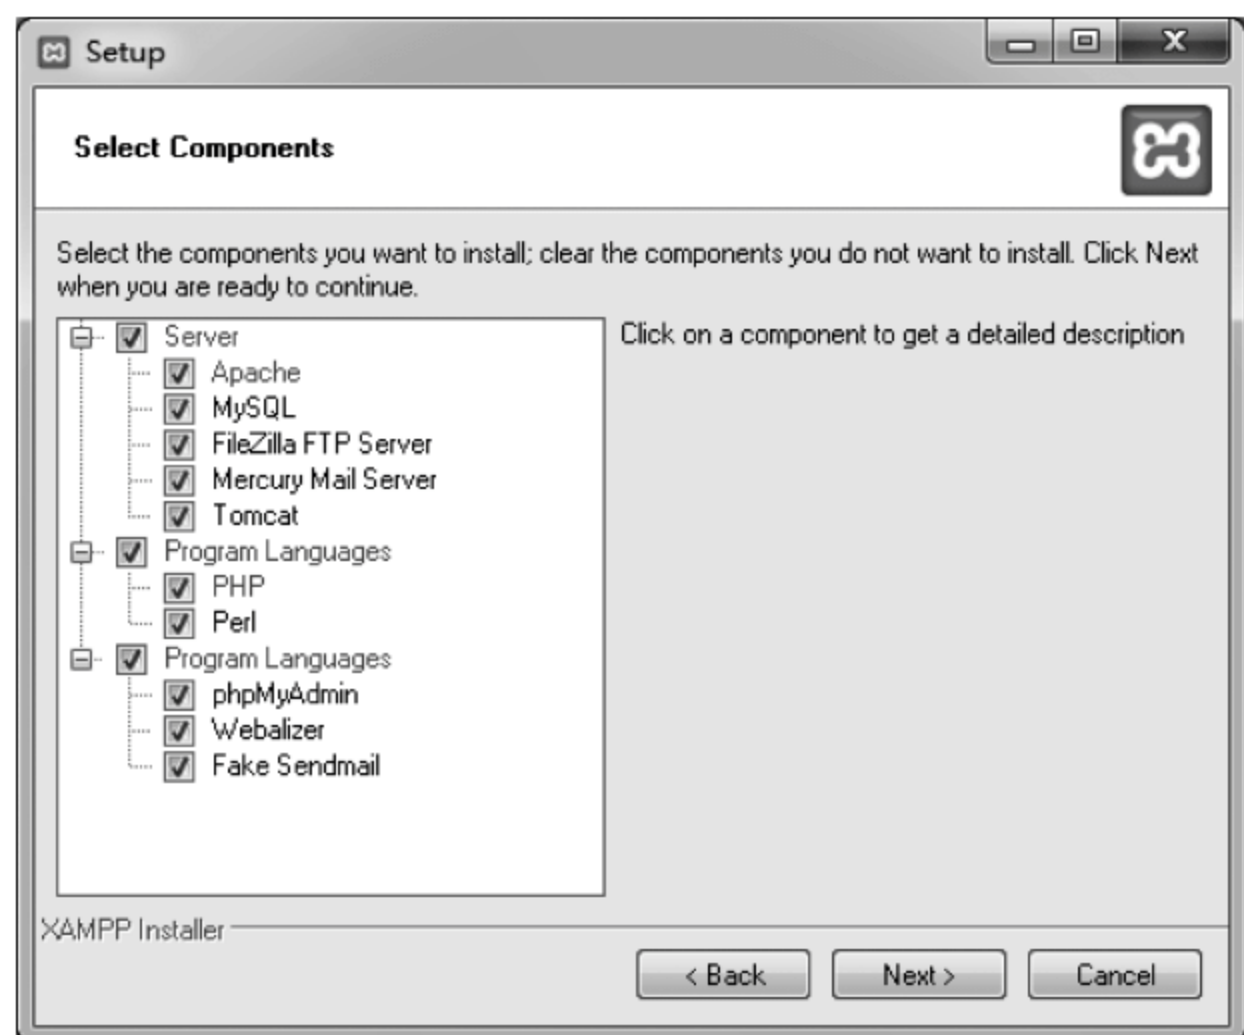 Setup
Select Components
Select the components you want to install; clear the components you do not want to install. Click Next
when you are ready to continue.
Server
Apache
MySQL
FileZilla FTP Server
Mercury Mail Server
Tomcat
Program Languages
PHP
Perl
Program Languages
phpMyAdmin
Webalizer
Fake Sendmail
Click on a component to get a detailed description
XAMPP Installer
< Back
Next >
Cancel